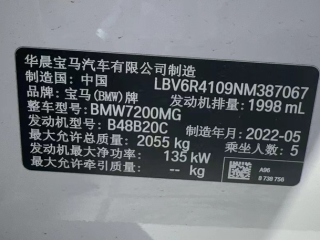 华晨宝马汽车有限公司制造
制造国：中国 LBV6R4109NM387067
品牌：宝马(BMW)牌 发动机排量：1998 mL
整车型号：BMW7200MG
发动机型号：B48B20C 制造年月：2022-05
最大允许总质量：2055 kg 乘坐人数：5
发动机最大净功率：135 kW
最大允许牵引质量：-- kg
A96
9 738 756